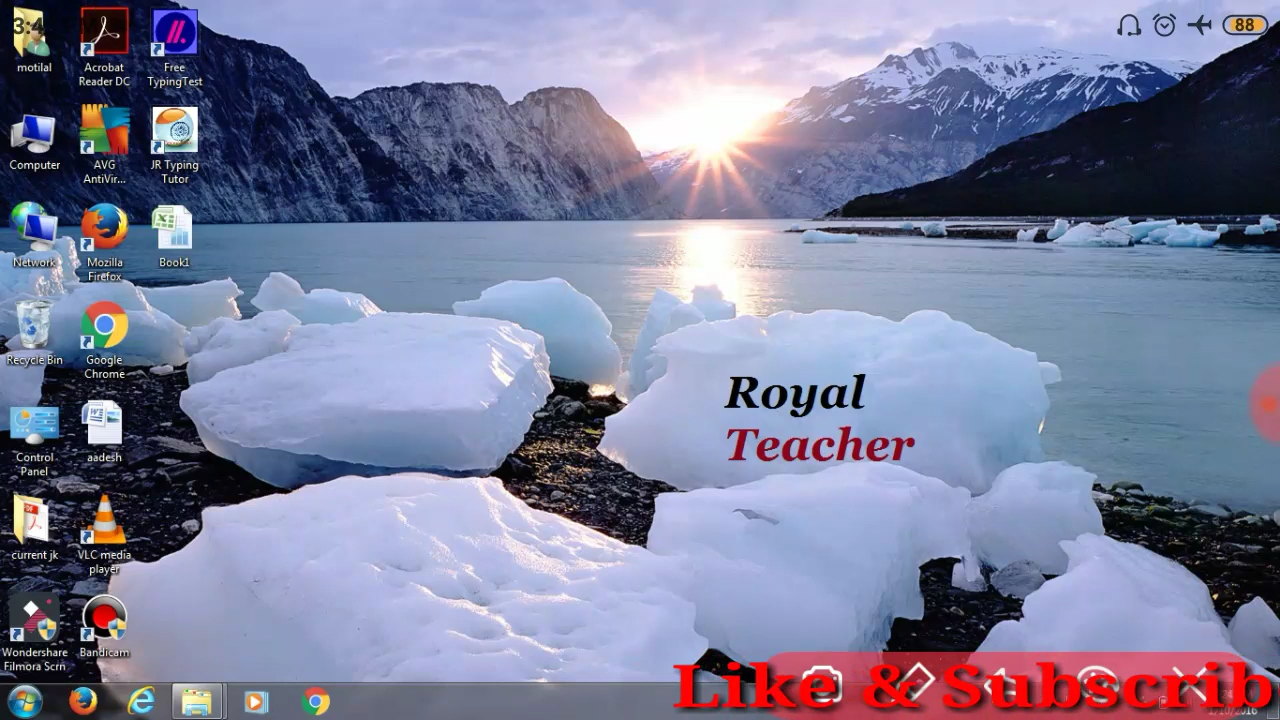 3:4
88
motilal
Acrobat
Reader DC
Free
TypingTest
Computer
AVG
AntiVir...
JR Typing
Tutor
Network
Mozilla
Firefox
Book1
Recycle Bin
Google
Chrome
Control
Panel
aadesh
current jk
VLC media
player
Wondershare
Filmora Scrn
Bandicam
Royal
Teacher
Like & Subscrib